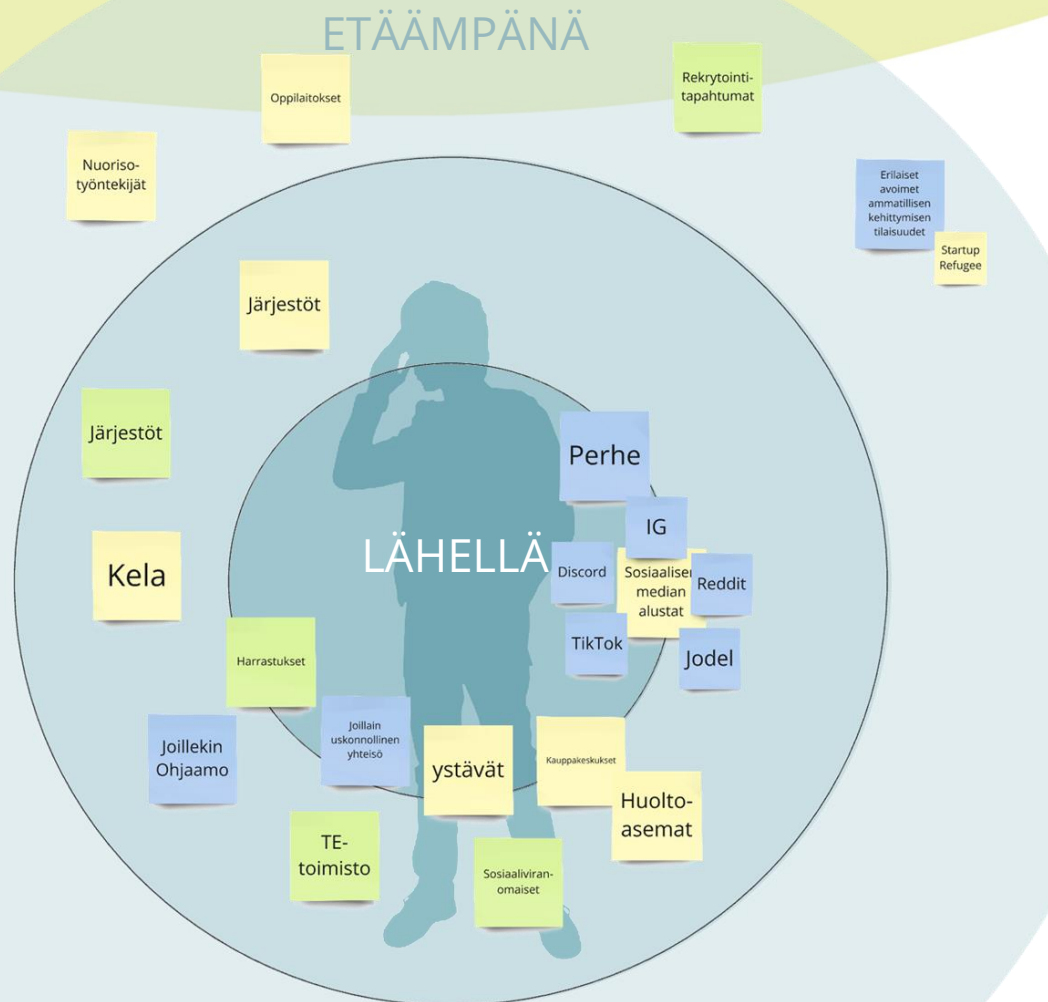 ETÄÄMPÄNÄ
Oppilaitokset
Rekrytointi-
tapahtumat
Nuoriso-
työntekijät
Erilaiset
avoimet
ammatillisen
kehittymisen
tilaisuudet
Startup
Refugee
Järjestöt
Järjestöt
Perhe
IG
LÄHELLÄ
Discord
Sosiaalisen
median
alustat
Reddit
Kela
TikTok
Jodel
Harrastukset
Joillekin
Ohjaamo
Joillain
uskonnollinen
yhteisö
ystävät
Kauppakeskukset
Huolto-
asemat
TE-
toimisto
Sosiaaliviran-
omaiset